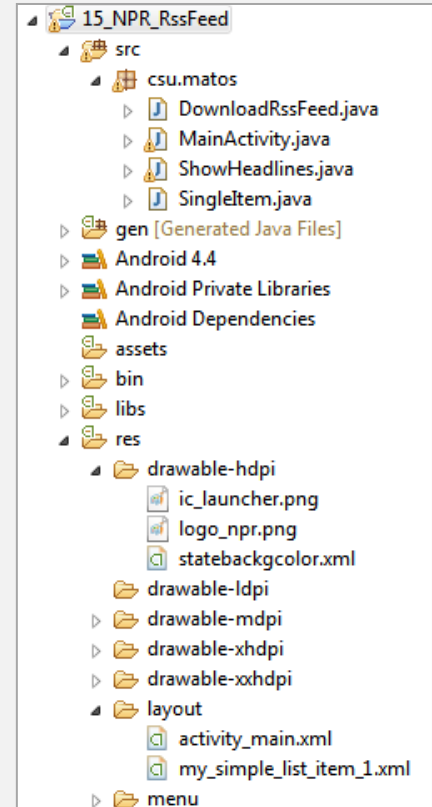 15_NPR_RssFeed
src
csu.matos
DownloadRssFeed.java
MainActivity.java
ShowHeadlines.java
SingleItem.java
gen [Generated Java Files]
Android 4.4
Android Private Libraries
Android Dependencies
assets
bin
libs
res
drawable-hdpi
ic_launcher.png
logo_npr.png
statebackgcolor.xml
drawable-ldpi
drawable-mdpi
drawable-xhdpi
drawable-xxhdpi
layout
activity_main.xml
my_simple_list_item_1.xml
menu